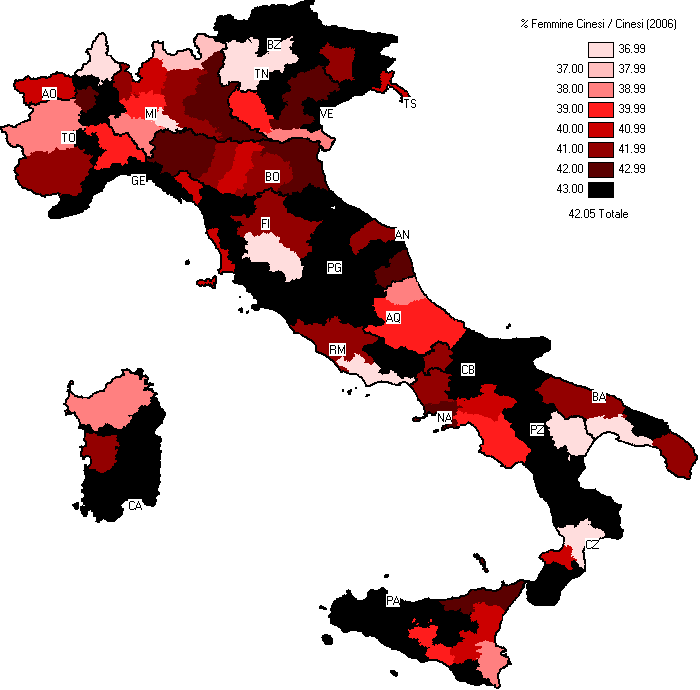 % Femmine Cinesi / Cinesi (2006)
36.99
37.00 37.99
38.00 38.99
39.00 39.99
40.00 40.99
41.00 41.99
42.00 42.99
43.00
42.05 Totale
BZ
TN
AO
MI
VE
TS
TO
BO
GE
FI
AN
PG
AQ
RM
CB
BA
NA
PZ
CA
CZ
PA